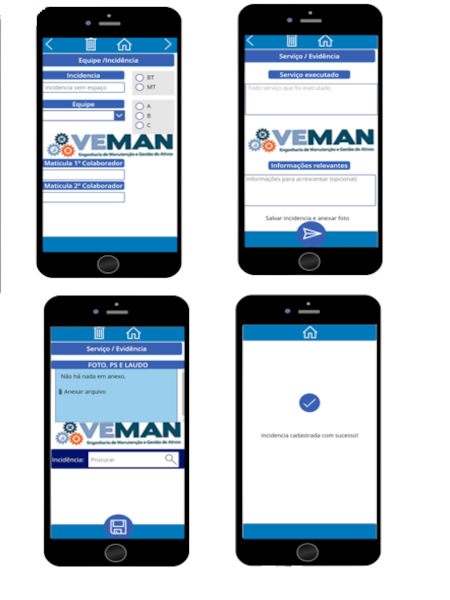 Equipe /Incidência
Incidencia
Incidencia sem espaço
BT
MT
Equipe
A
B
C
VEMAN
Engenharia de Manutenção e Gestão de Ativos
Maticula 1º Colaborador
Maticula 2º Colaborador
Serviço / Evidência
Serviço executado
Todo serviço que foi executado
VEMAN
Engenharia de Manutenção e Gestão de Ativos
Informações relevantes
Informações para acrescentar (opcional)
Salvar incidencia e anexar foto
Serviço / Evidência
FOTO, PS E LAUDO
Não há nada em anexo.
Anexar arquivo
VEMAN
Engenharia de Manutenção e Gestão de Ativos
Incidência: Procurar
Incidencia cadastrada com sucesso!